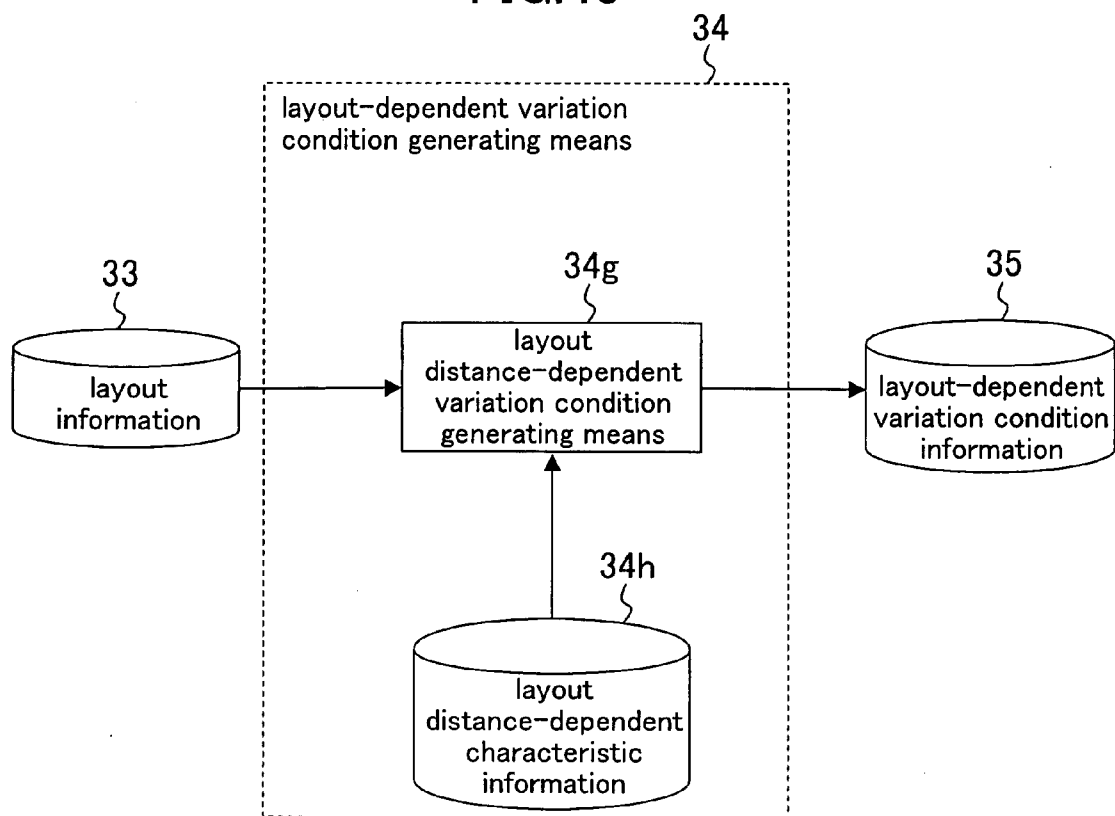 34
layout-dependent variation
condition generating means
33
34g
35
layout
information
layout
distance-dependent
variation condition
generating means
layout-dependent
variation condition
information
34h
layout
distance-dependent
characteristic
information